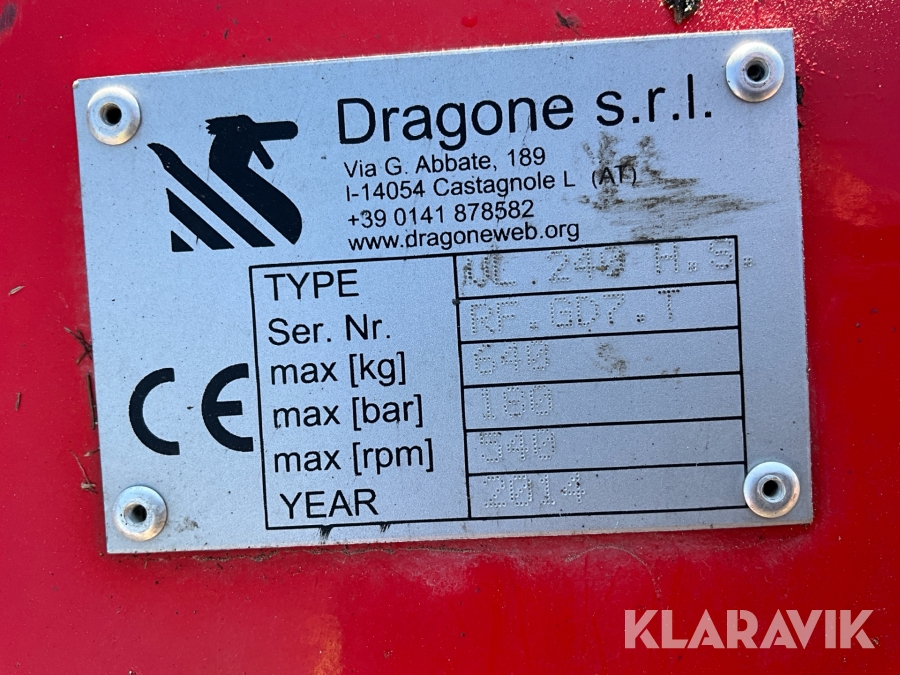 Dragone s.r.l.
Via G. Abbate, 189
I-14054 Castagnole L (AT)
+39 0141 878582
www.dragoneweb.org
TYPE VL.240 H.S.
Ser. Nr. RF.GD7.T
max [kg] 640
max [bar] 180
max [rpm] 540
YEAR 2014
CE
KLARAVIK